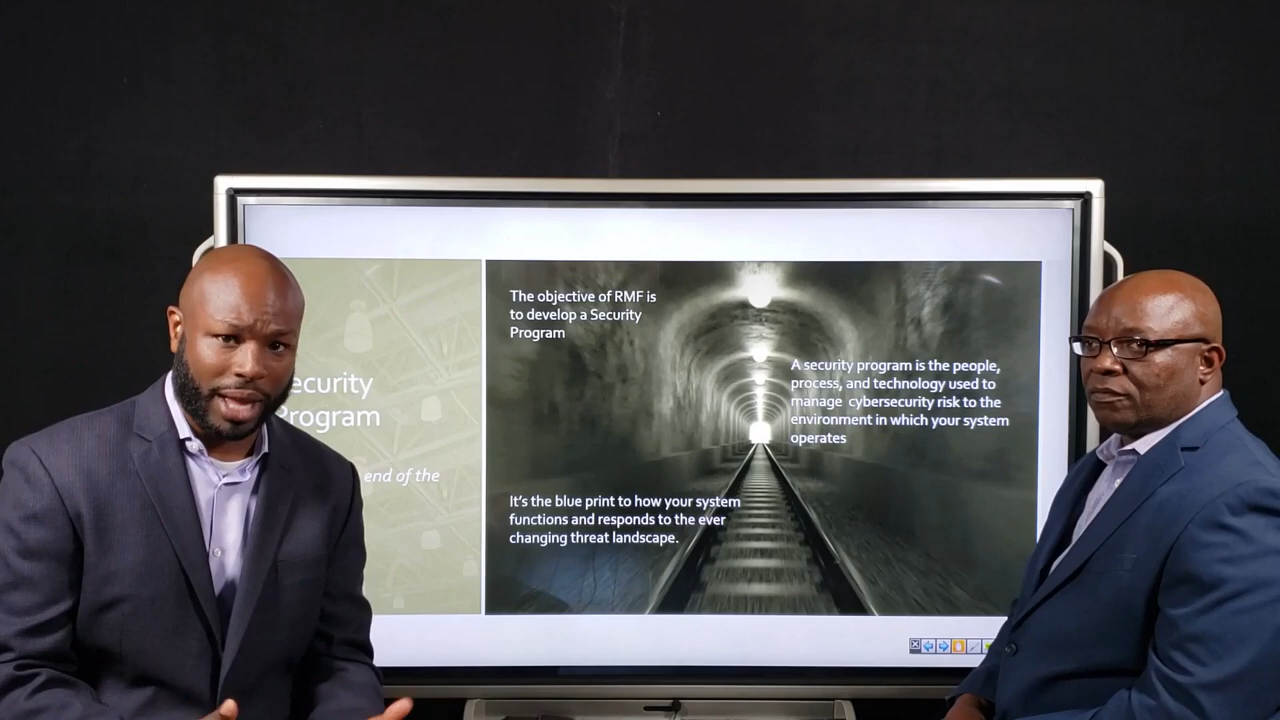 ecurity
Program
end of the
The objective of RMF is
to develop a Security
Program
A security program is the people,
process, and technology used to
manage cybersecurity risk to the
environment in which your system
operates
It's the blue print to how your system
functions and responds to the ever
changing threat landscape.